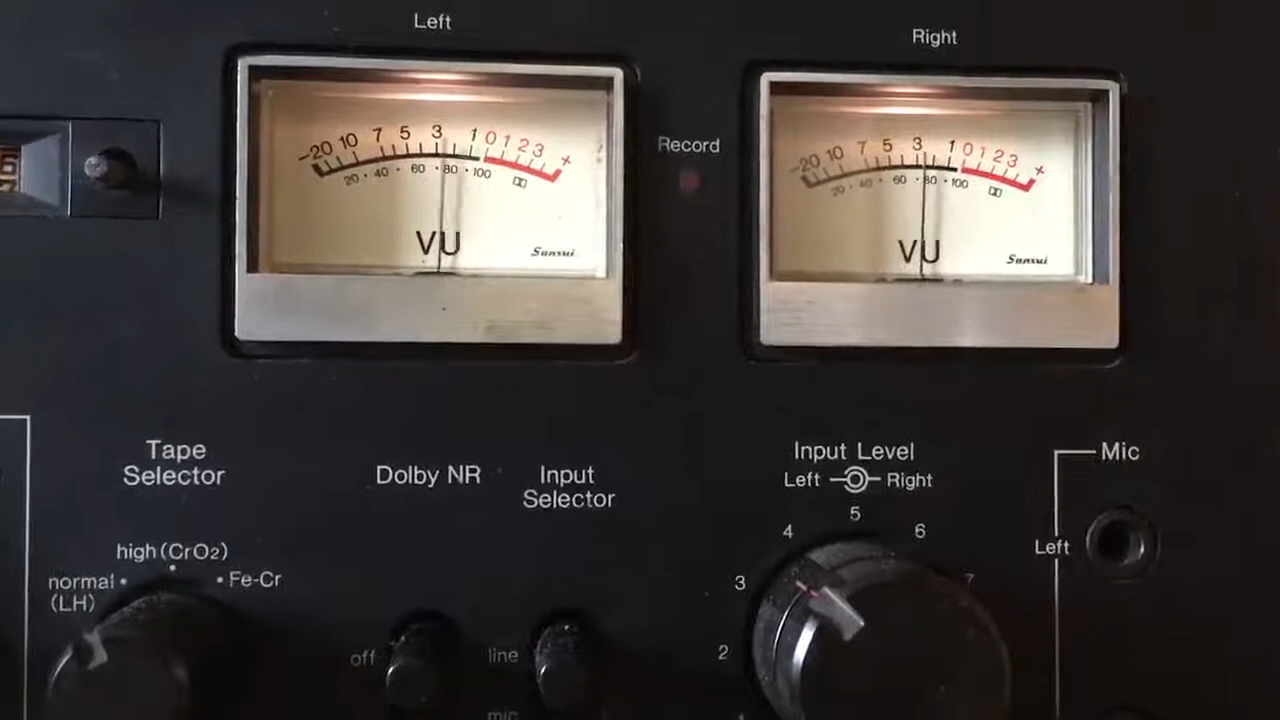 Left
Right
-20 10 7 5 3 1 0 1 2 3 +
20 40 60 80 100
VU
Sansui
Record
-20 10 7 5 3 1 0 1 2 3 +
20 40 60 80 100
VU
Sansui
6
Tape
Selector
high (CrO2)
normal
(LH)
Fe-Cr
Dolby NR
off
Input
Selector
line
mic
Input Level
Left Right
1 2 3 4 5 6 7
Mic
Left